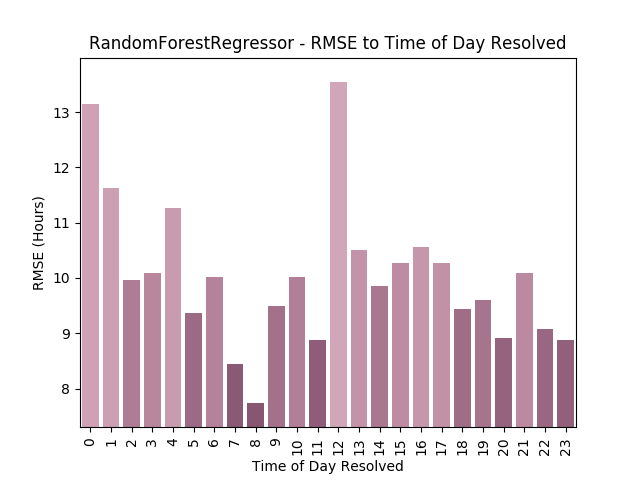 RandomForestRegressor - RMSE to Time of Day Resolved
RMSE (Hours)
13
12
11
10
9
8
0 1 2 3 4 5 6 7 8 9 10 11 12 13 14 15 16 17 18 19 20 21 22 23
Time of Day Resolved